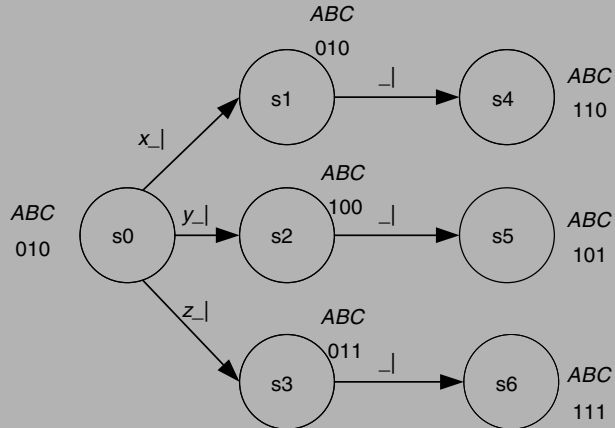 ABC
010
s1
_|
s4
ABC
110
x_|
ABC
010
s0
y_|
ABC
100
s2
_|
s5
ABC
101
z_|
ABC
011
s3
_|
s6
ABC
111